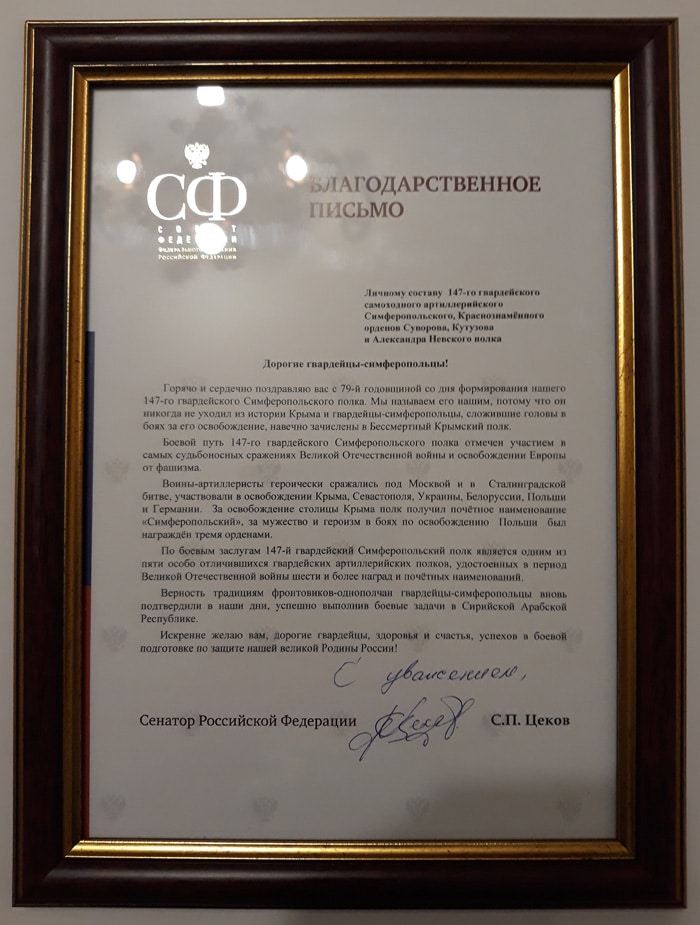 СФ
СОВЕТ
ФЕДЕРАЦИИ
Федерального Собрания
Российской Федерации
БЛАГОДАРСТВЕННОЕ
ПИСЬМО
Личному составу 147-го гвардейского
самоходного артиллерийского
Симферопольского, Краснознамённого
орденов Суворова, Кутузова
и Александра Невского полка
Дорогие гвардейцы-симферопольцы!
Горячо и сердечно поздравляю вас с 79-й годовщиной со дня формирования нашего
147-го гвардейского Симферопольского полка. Мы называем его нашим, потому что он
никогда не уходил из истории Крыма и гвардейцы-симферопольцы, сложившие головы в
боях за его освобождение, навечно зачислены в Бессмертный Крымский полк.
Боевой путь 147-го гвардейского Симферопольского полка отмечен участием в
самых судьбоносных сражениях Великой Отечественной войны и освобождении Европы
от фашизма.
Воины-артиллеристы героически сражались под Москвой и в Сталинградской
битве, участвовали в освобождении Крыма, Севастополя, Украины, Белоруссии, Польши
и Германии. За освобождение столицы Крыма полк получил почётное наименование
«Симферопольский», за мужество и героизм в боях по освобождению Польши был
награждён тремя орденами.
По боевым заслугам 147-й гвардейский Симферопольский полк является одним из
пяти особо отличившихся гвардейских артиллерийских полков, удостоенных в период
Великой Отечественной войны шести и более наград и почётных наименований.
Верность традициям фронтовиков-однополчан гвардейцы-симферопольцы вновь
подтвердили в наши дни, успешно выполнив боевые задачи в Сирийской Арабской
Республике.
Искренне желаю вам, дорогие гвардейцы, здоровья и счастья, успехов в боевой
подготовке по защите нашей великой Родины России!
С уважением,
Сенатор Российской Федерации С.П. Цеков